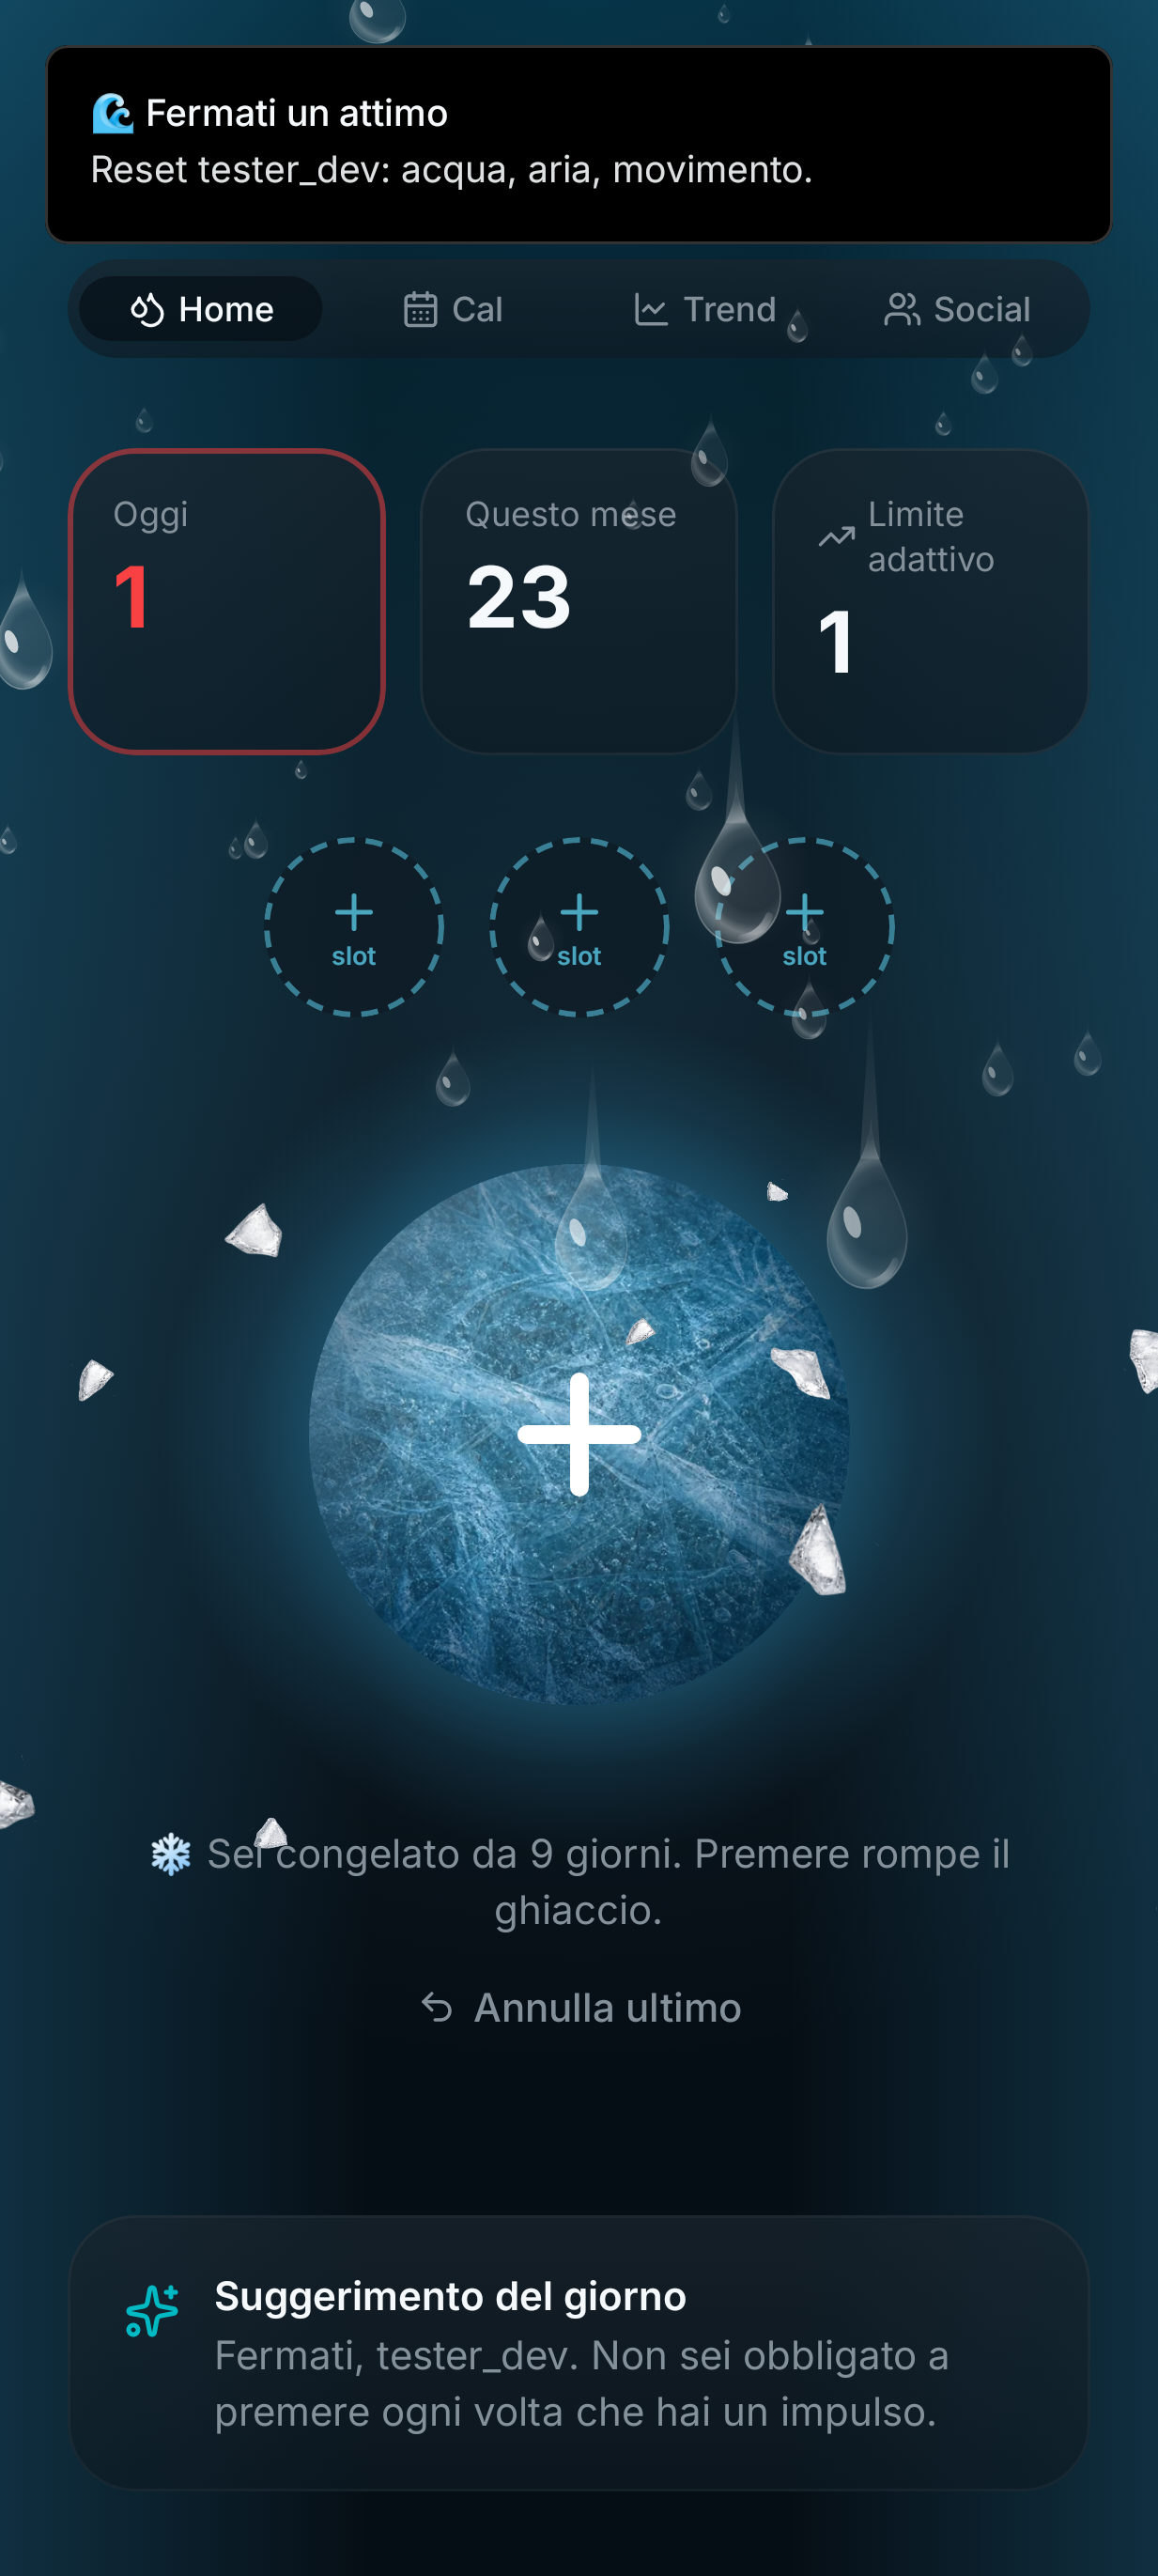 🌊 Fermati un attimo
Reset tester_dev: acqua, aria, movimento.
Home
Cal
Trend
Social
Oggi
1
Questo mese
23
Limite
adattivo
1
slot
slot
slot
❄️ Sei congelato da 9 giorni. Premere rompe il
ghiaccio.
Annulla ultimo
Suggerimento del giorno
Fermati, tester_dev. Non sei obbligato a
premere ogni volta che hai un impulso.